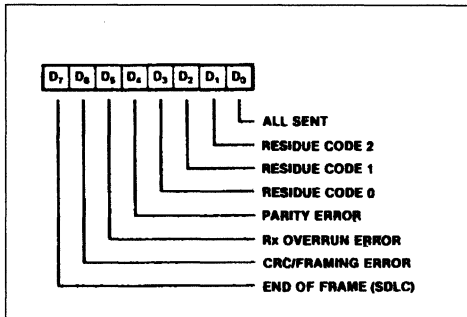 D7 D6 D5 D4 D3 D2 D1 D0
ALL SENT
RESIDUE CODE 2
RESIDUE CODE 1
RESIDUE CODE 0
PARITY ERROR
Rx OVERRUN ERROR
CRC/FRAMING ERROR
END OF FRAME (SDLC)